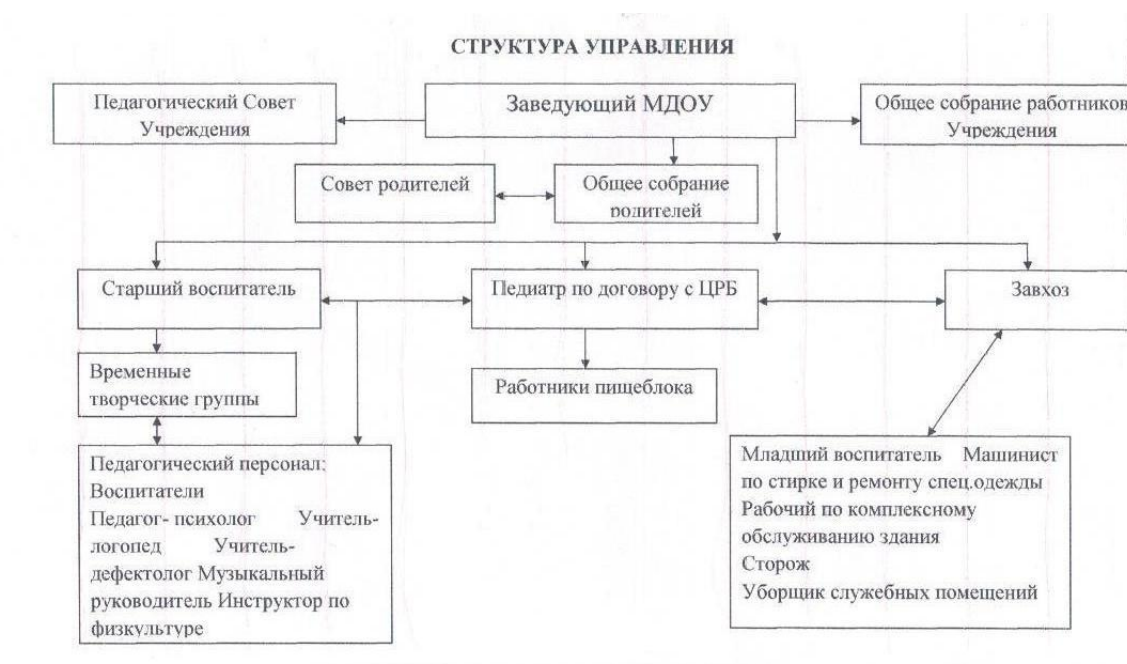 СТРУКТУРА УПРАВЛЕНИЯ
Педагогический Совет
Учреждения
Заведующий МДОУ
Общее собрание работников
Учреждения
Совет родителей
Общее собрание
родителей
Старший воспитатель
Педиатр по договору с ЦРБ
Завхоз
Временные
творческие группы
Работники пищеблока
Педагогический персонал:
Воспитатели
Педагог- психолог Учитель-
логопед Учитель-
дефектолог Музыкальный
руководитель Инструктор по
физкультуре
Младший воспитатель Машинист
по стирке и ремонту спец.одежды
Рабочий по комплексному
обслуживанию здания
Сторож
Уборщик служебных помещений